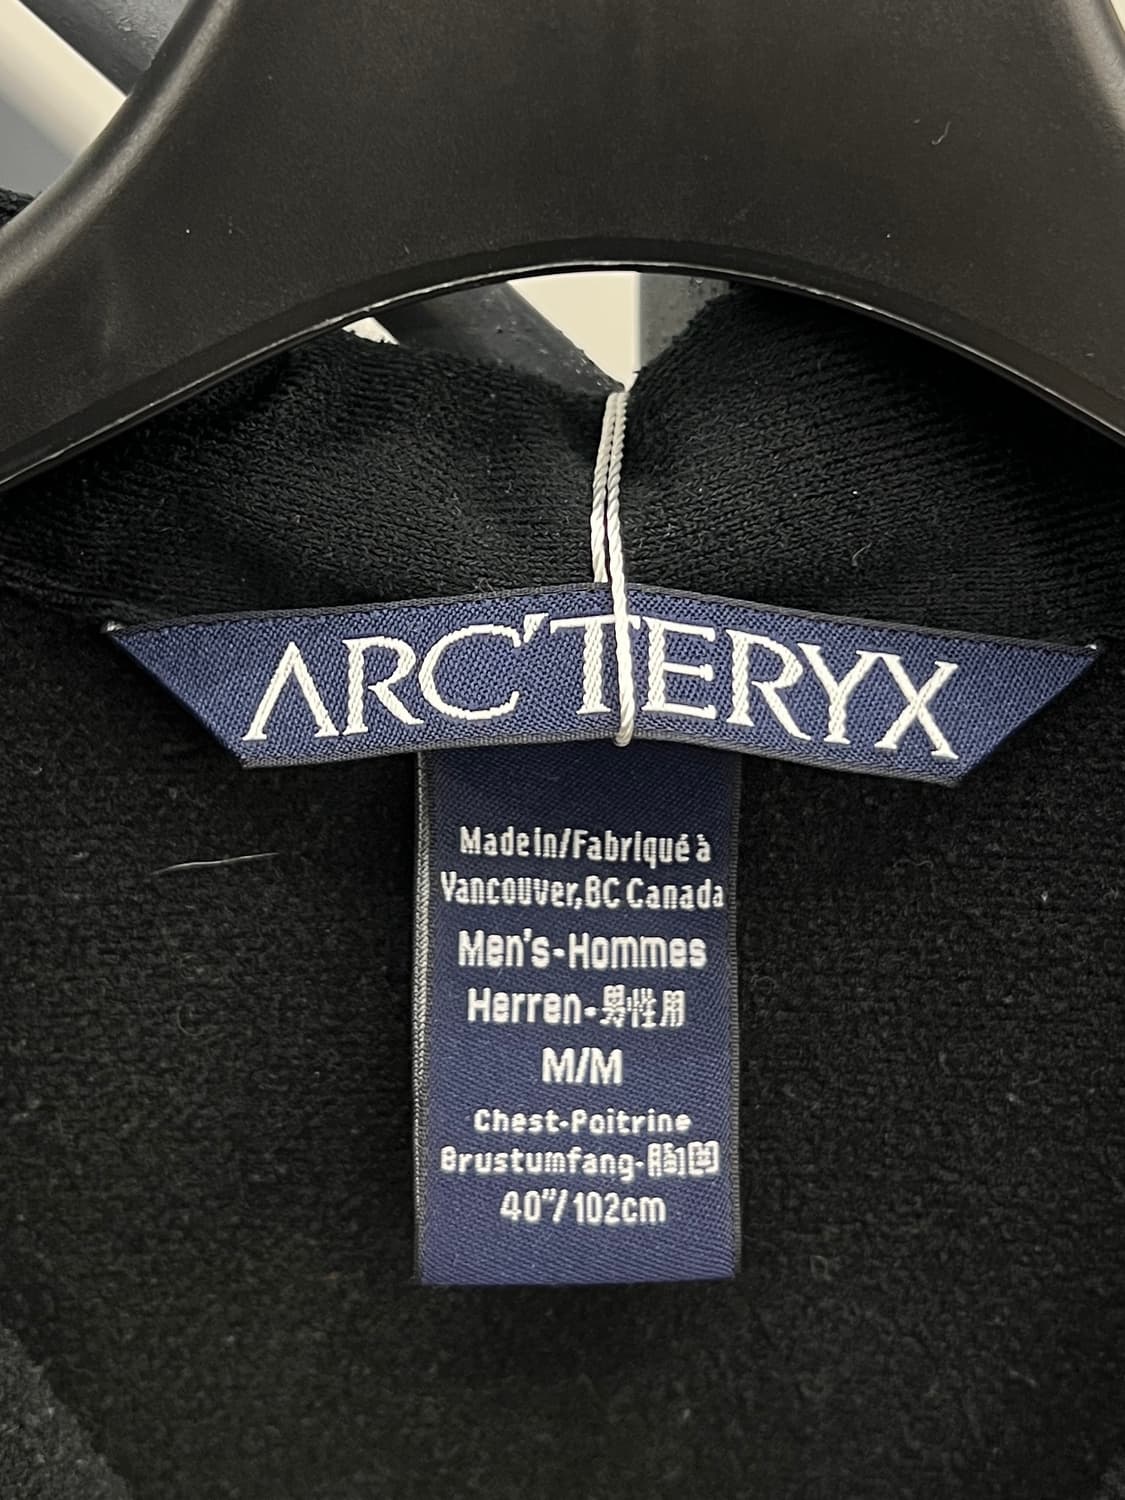 ARC'TERYX
Made in/Fabriqué à
Vancouver,BC Canada
Men's-Hommes
Herren-男性用
M/M
Chest-Poitrine
Brustumfang-胸囲
40"/102cm